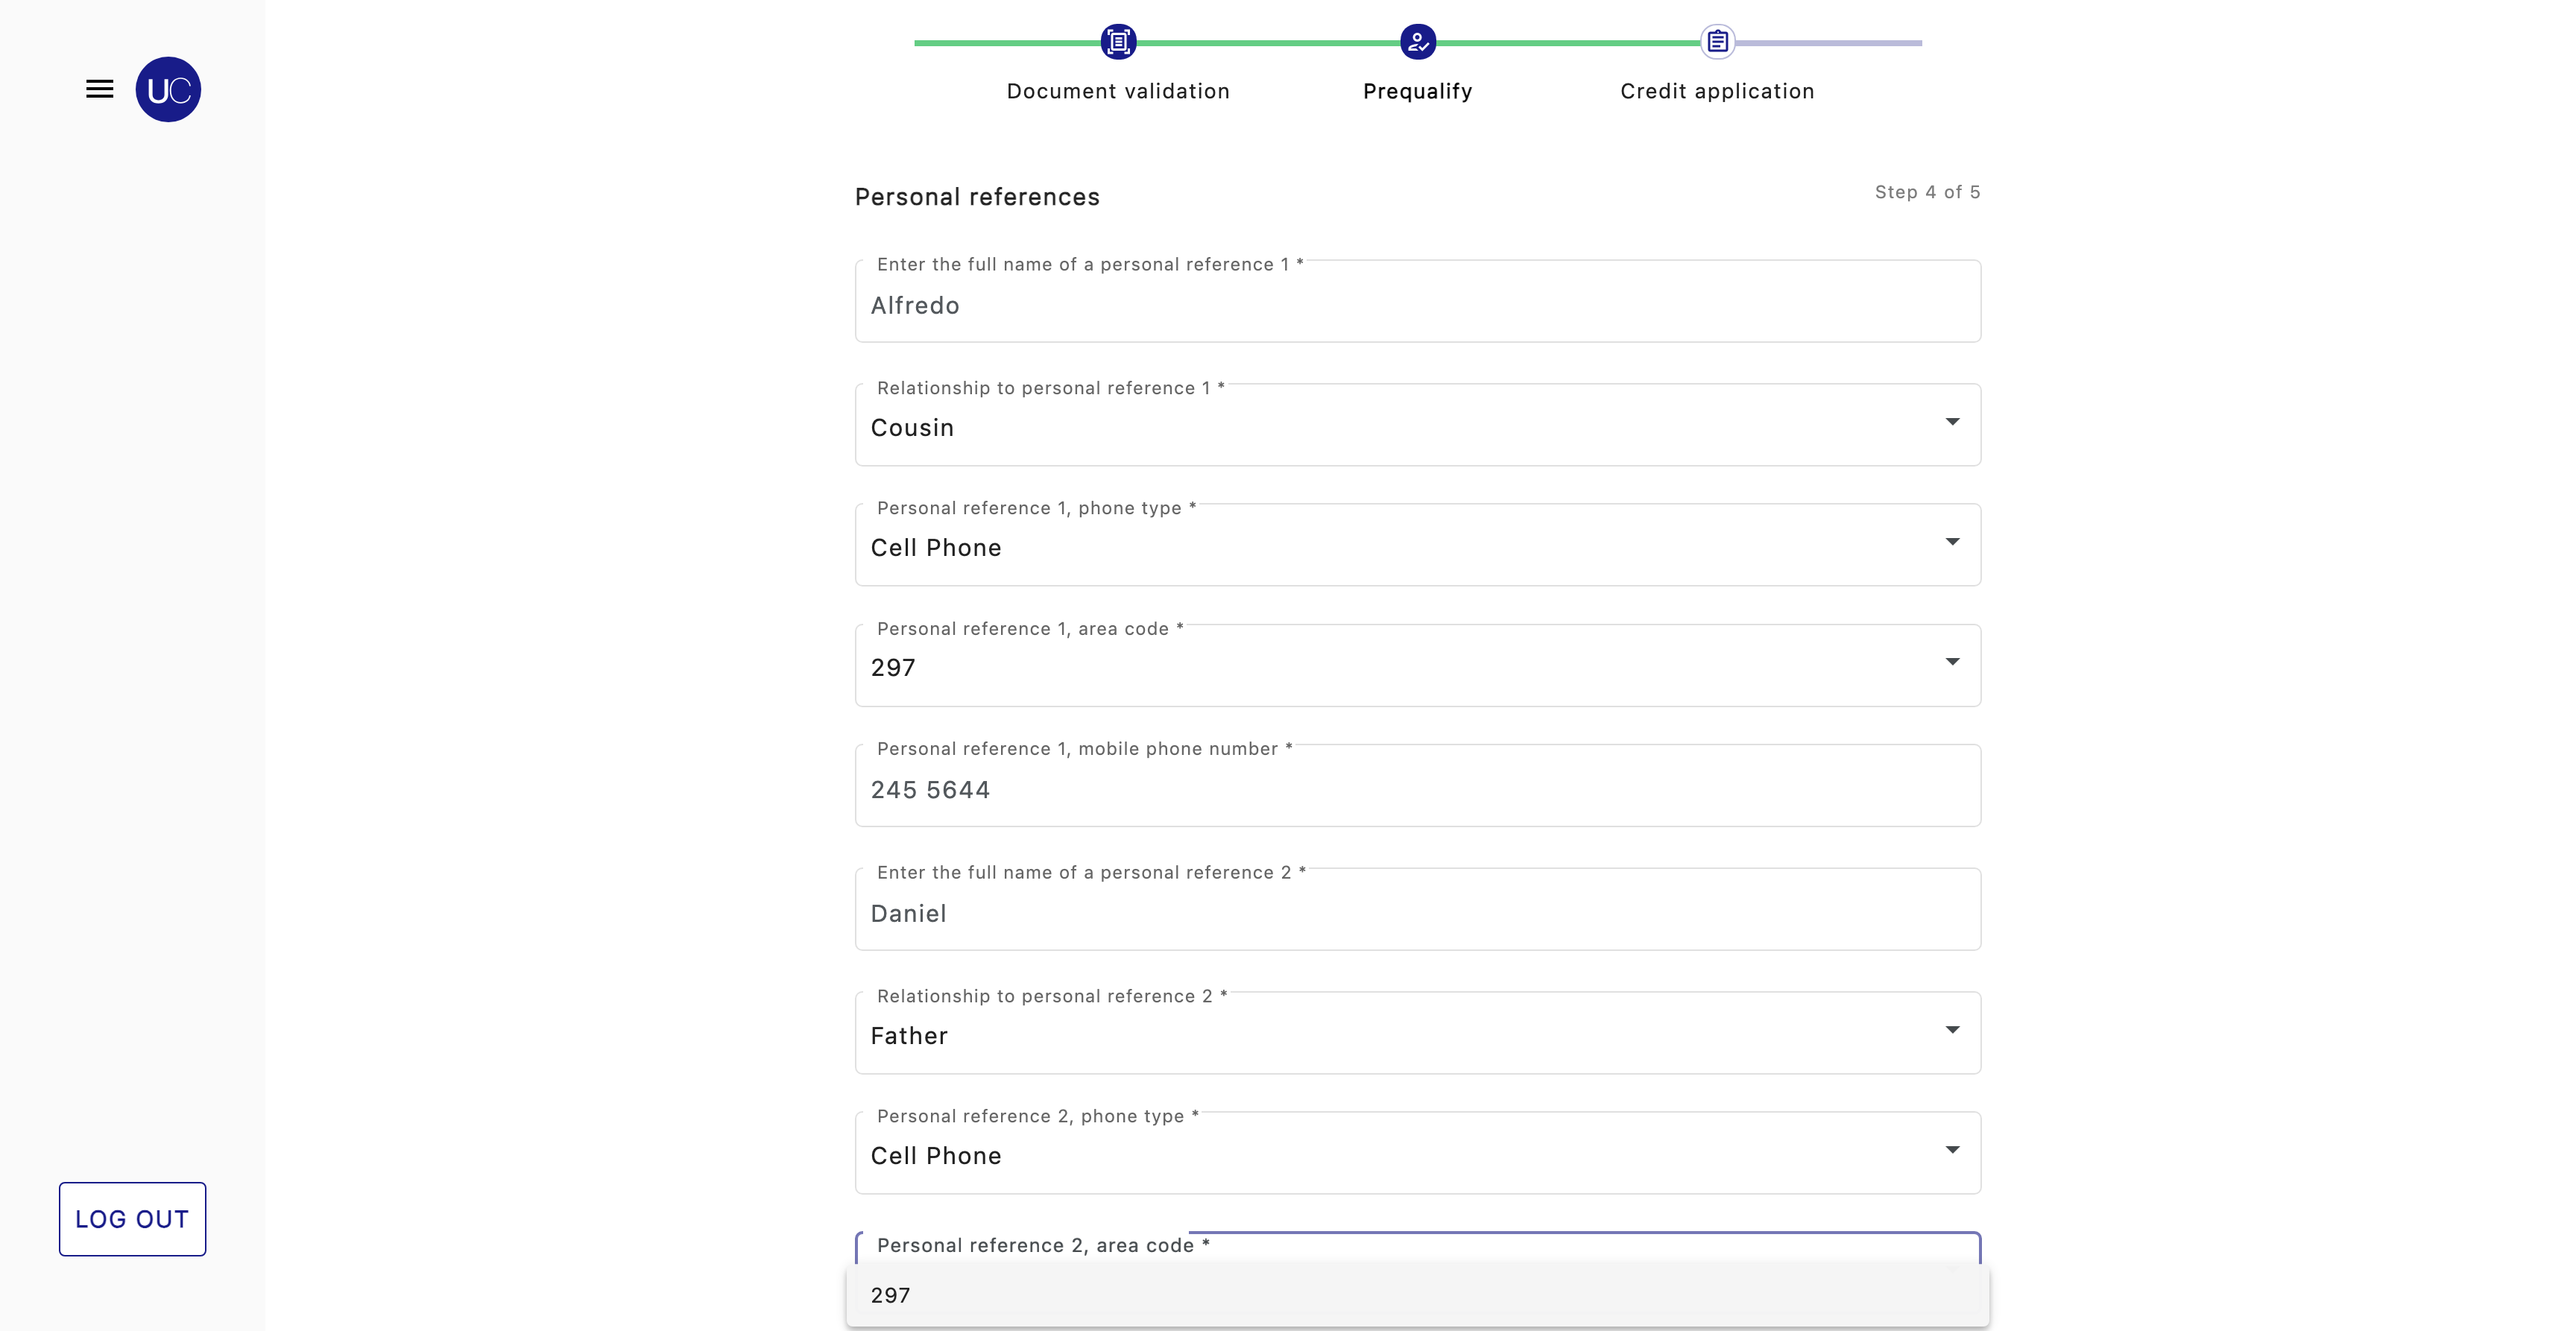 UC
Document validation
Prequalify
Credit application
Personal references
Step 4 of 5
Enter the full name of a personal reference 1 *
Alfredo
Relationship to personal reference 1 *
Cousin
Personal reference 1, phone type *
Cell Phone
Personal reference 1, area code *
297
Personal reference 1, mobile phone number *
245 5644
Enter the full name of a personal reference 2 *
Daniel
Relationship to personal reference 2 *
Father
Personal reference 2, phone type *
Cell Phone
Personal reference 2, area code *
297
LOG OUT